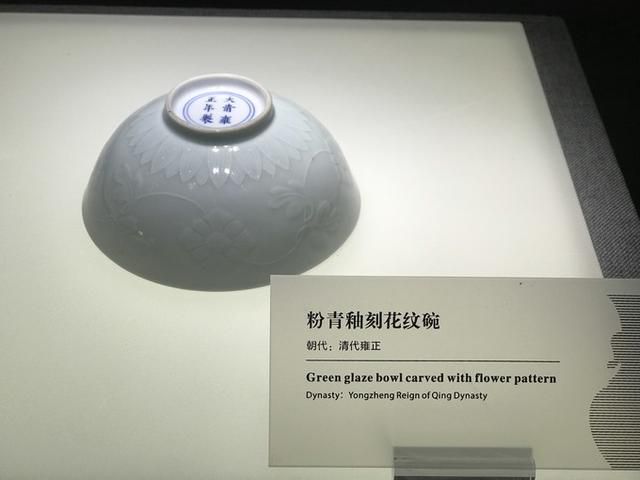 大清雍
正年製
粉青釉刻花纹碗
朝代：清代雍正
Green glaze bowl carved with flower pattern
Dynasty：Yongzheng Reign of Qing Dynasty